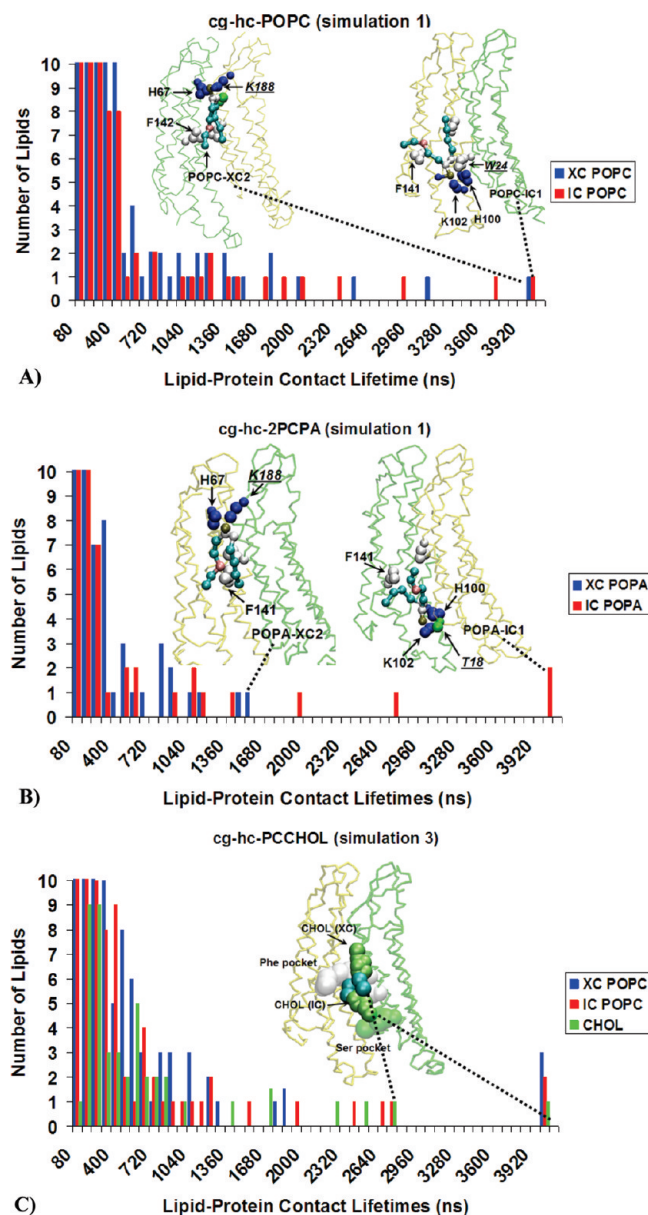 cg-hc-POPC (simulation 1)
Number of Lipids
10
9
8
7
6
5
4
3
2
1
0
H67
K188
F142
POPC-XC2
F141
W24
POPC-IC1
K102
H100
XC POPC
IC POPC
80 400 720 1040 1360 1680 2000 2320 2640 2960 3280 3600 3920
A)
Lipid-Protein Contact Lifetime (ns)
cg-hc-2PCPA (simulation 1)
Number of Lipids
10
9
8
7
6
5
4
3
2
1
0
H67
K188
F141
POPA-XC2
F141
H100
POPA-IC1
K102
T18
XC POPA
IC POPA
80 400 720 1040 1360 1680 2000 2320 2640 2960 3280 3600 3920
B)
Lipid-Protein Contact Lifetimes (ns)
cg-hc-PCCHOL (simulation 3)
Number of Lipids
10
9
8
7
6
5
4
3
2
1
0
CHOL (XC)
Phe pocket
CHOL (IC)
Ser pocket
XC POPC
IC POPC
CHOL
80 400 720 1040 1360 1680 2000 2320 2640 2960 3280 3600 3920
C)
Lipid-Protein Contact Lifetimes (ns)